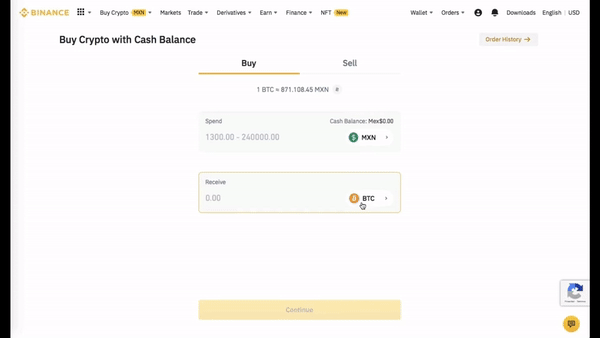 BINANCE Buy Crypto MXN Markets Trade Derivatives Earn Finance NFT New Wallet Orders Downloads English USD
Buy Crypto with Cash Balance
Order History →
Buy Sell
1 BTC ≈ 871,108.45 MXN
Spend Cash Balance: Mex$0.00
1300.00 - 240000.00 MXN
Receive
0.00 BTC
Continue